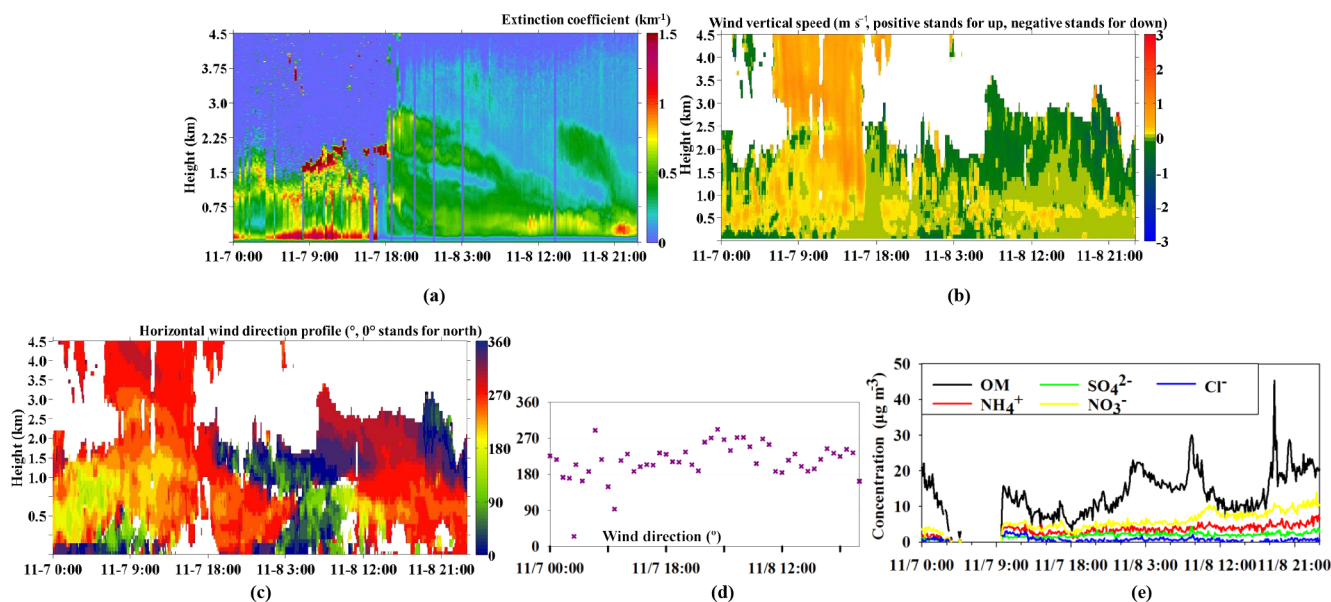 Extinction coefficient (km⁻¹)
4.5
3.75
3.0
2.25
1.5
0.75
0
Height (km)
1.5
1
0.5
0
11-7 0:00 11-7 9:00 11-7 18:00 11-8 3:00 11-8 12:00 11-8 21:00
(a)
Wind vertical speed (m s⁻¹, positive stands for up, negative stands for down)
4.5
4.0
3.5
3.0
2.5
2.0
1.5
1.0
0.5
Height (km)
3
2
1
0
-1
-2
-3
11-7 0:00 11-7 9:00 11-7 18:00 11-8 3:00 11-8 12:00 11-8 21:00
(b)
Horizontal wind direction profile (°, 0° stands for north)
4.5
4.0
3.5
3.0
2.5
2.0
1.5
1.0
0.5
Height (km)
360
270
180
90
0
11-7 0:00 11-7 9:00 11-7 18:00 11-8 3:00 11-8 12:00 11-8 21:00
(c)
360
270
180
90
0
Wind direction (°)
11/7 0:00 11/7 18:00 11/8 12:00
(d)
50
40
30
20
10
0
Concentration (μg m⁻³)
OM SO₄²⁻ Cl⁻
NH₄⁺ NO₃⁻
11/7 0:00 11/7 9:00 11/7 18:00 11/8 3:00 11/8 12:00 11/8 21:00
(e)